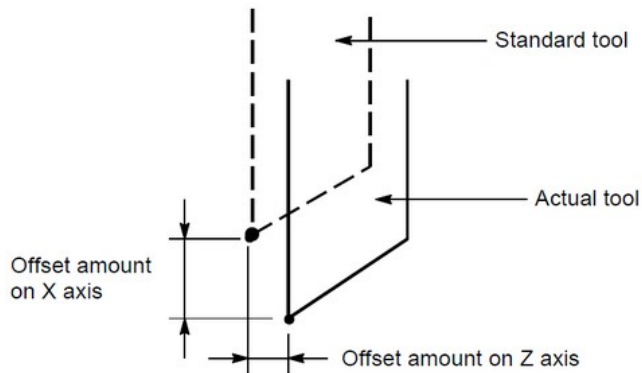 Standard tool
Actual tool
Offset amount
on X axis
Offset amount on Z axis